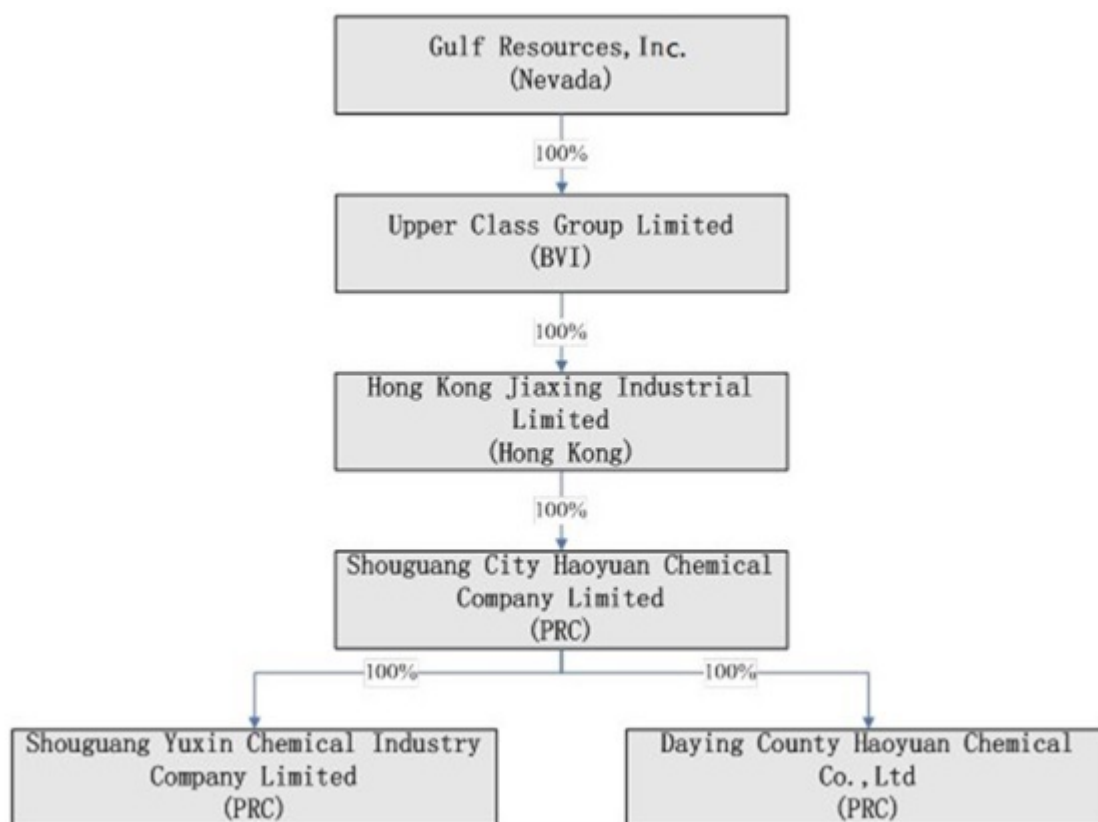 Gulf Resources,Inc.
(Nevada)
100%
Upper Class Group Limited
(BVI)
100%
Hong Kong Jiaxing Industrial
Limited
(Hong Kong)
100%
Shouguang City Haoyuan Chemical
Company Limited
(PRC)
100%
100%
Shouguang Yuxin Chemical Industry
Company Limited
(PRC)
Daying County Haoyuan Chemical
Co.,Ltd
(PRC)